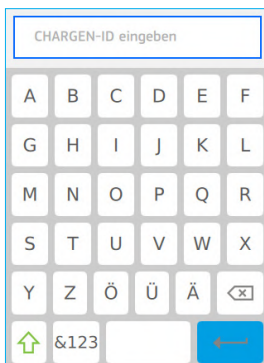 CHARGEN-ID eingeben
A B C D E F
G H I J K L
M N O P Q R
S T U V W X
Y Z Ö Ü Ä
&123